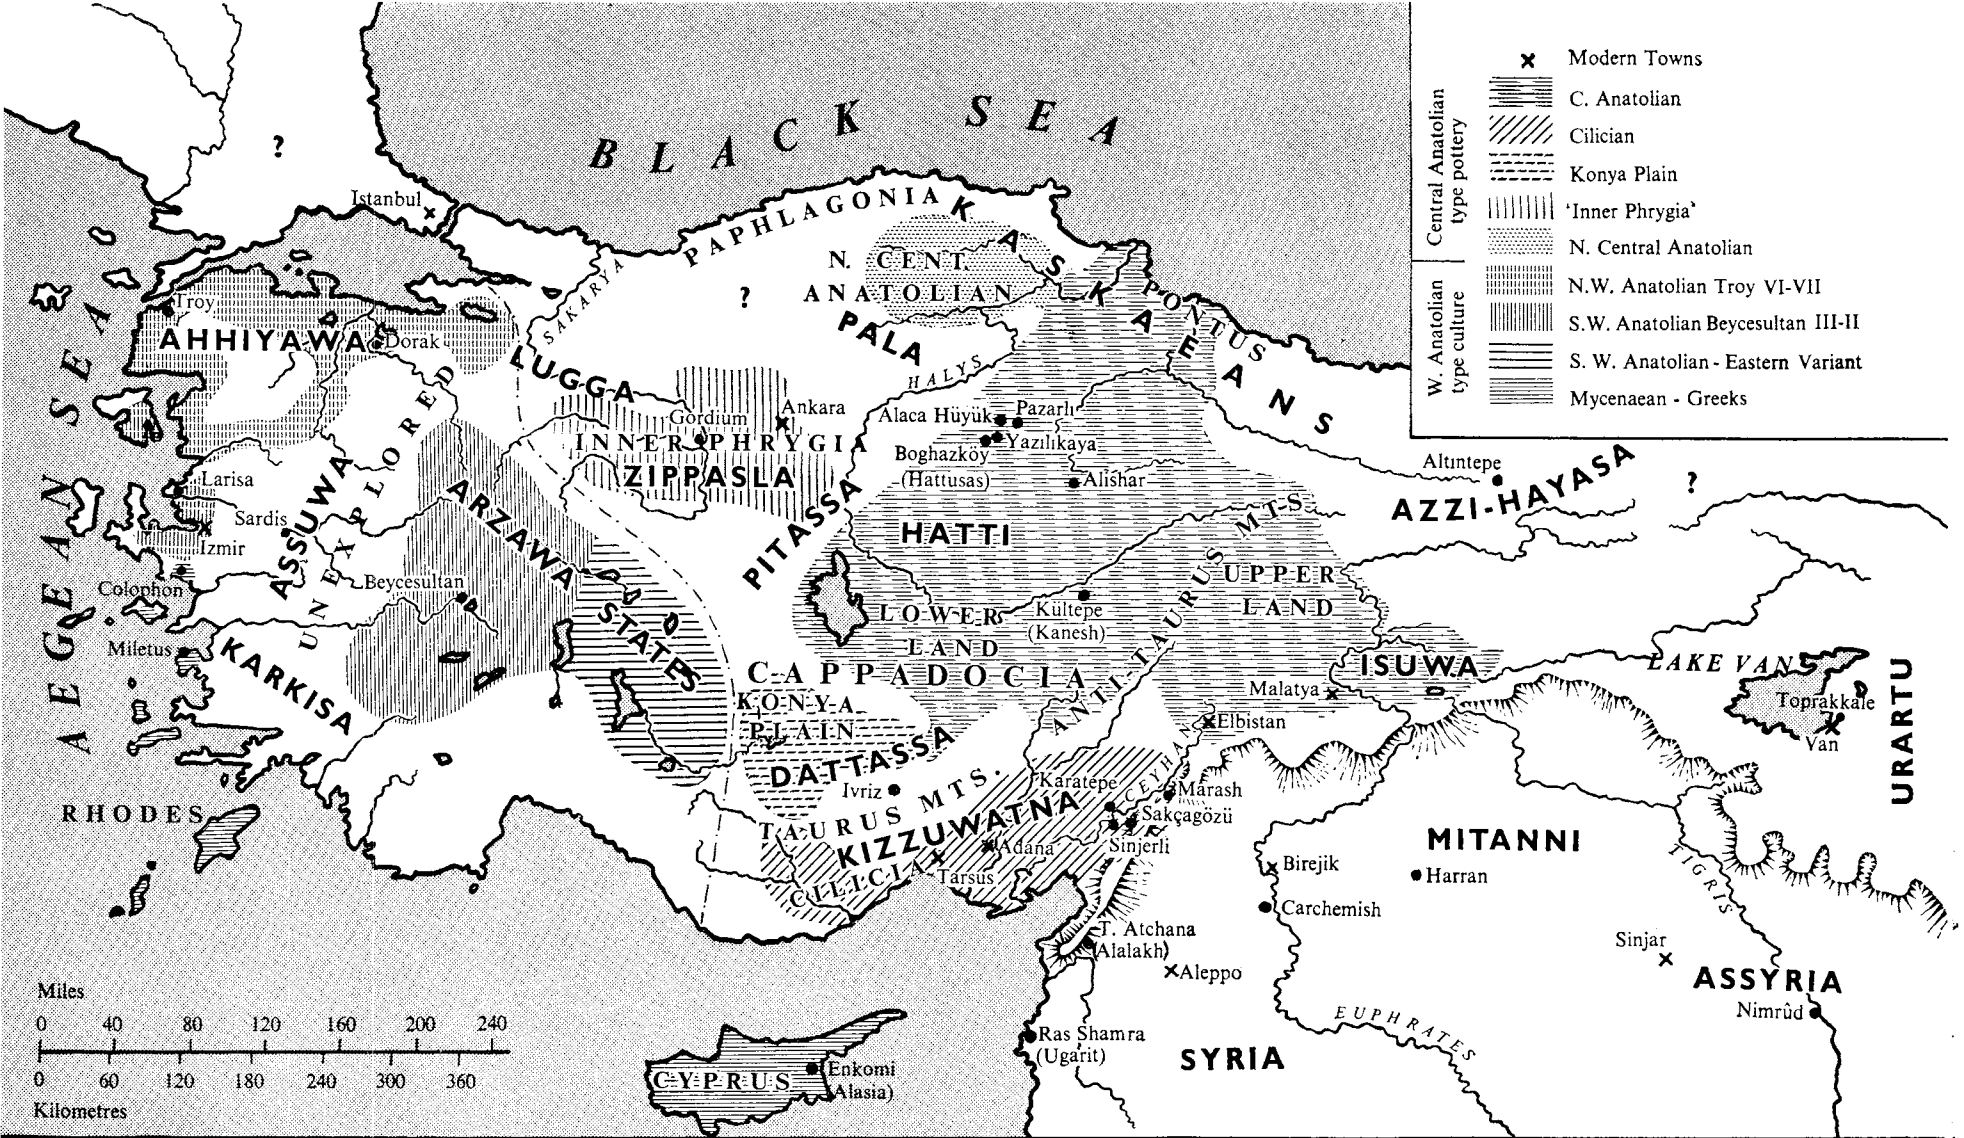 BLACK SEA
AEGEAN SEA
?
Istanbul
PAPHLAGONIA
KASKAEANS
N. CENT.
ANATOLIAN
?
SAKARYA
PALA
HALYS
PONTUS
Troy
AHHIYAWA
Dorak
LUGGA
Gordium
Ankara
INNER PHRYGIA
ZIPPASLA
Alaca Hüyük
Pazarlı
Yazılıkaya
Boghazköy
(Hattusas)
Alishar
Altıntepe
AZZI-HAYASA
?
Larisa
Sardis
Izmir
ASSUWA
UNEXPLORED
ARZAWA
STATES
PITASSA
HATTI
ANTI-TAURUS MTS
UPPER
LAND
Colophon
Beycesultan
LOWER
LAND
Kültepe
(Kanesh)
Miletus
KARKISA
CAPPADOCIA
ISUWA
Malatya
LAKE VAN
Toprakkale
Van
URARTU
KONYA
PLAIN
DATTASSA
Elbistan
Ivriz
TAURUS MTS.
Karatepe
CEYHAN
Marash
Sakçagözü
Sinjerli
KIZZUWATNA
Adana
CILICIA
Tarsus
RHODES
MITANNI
Birejik
Harran
Carchemish
TIGRIS
T. Atchana
(Alalakh)
Aleppo
Sinjar
ASSYRIA
Nimrûd
EUPHRATES
Ras Shamra
(Ugarit)
SYRIA
CYPRUS
Enkomi
(Alasia)
Miles
0 40 80 120 160 200 240
0 60 120 180 240 300 360
Kilometres
Modern Towns
Central Anatolian
type pottery
C. Anatolian
Cilician
Konya Plain
'Inner Phrygia'
N. Central Anatolian
W. Anatolian
type culture
N.W. Anatolian Troy VI-VII
S.W. Anatolian Beycesultan III-II
S. W. Anatolian - Eastern Variant
Mycenaean - Greeks